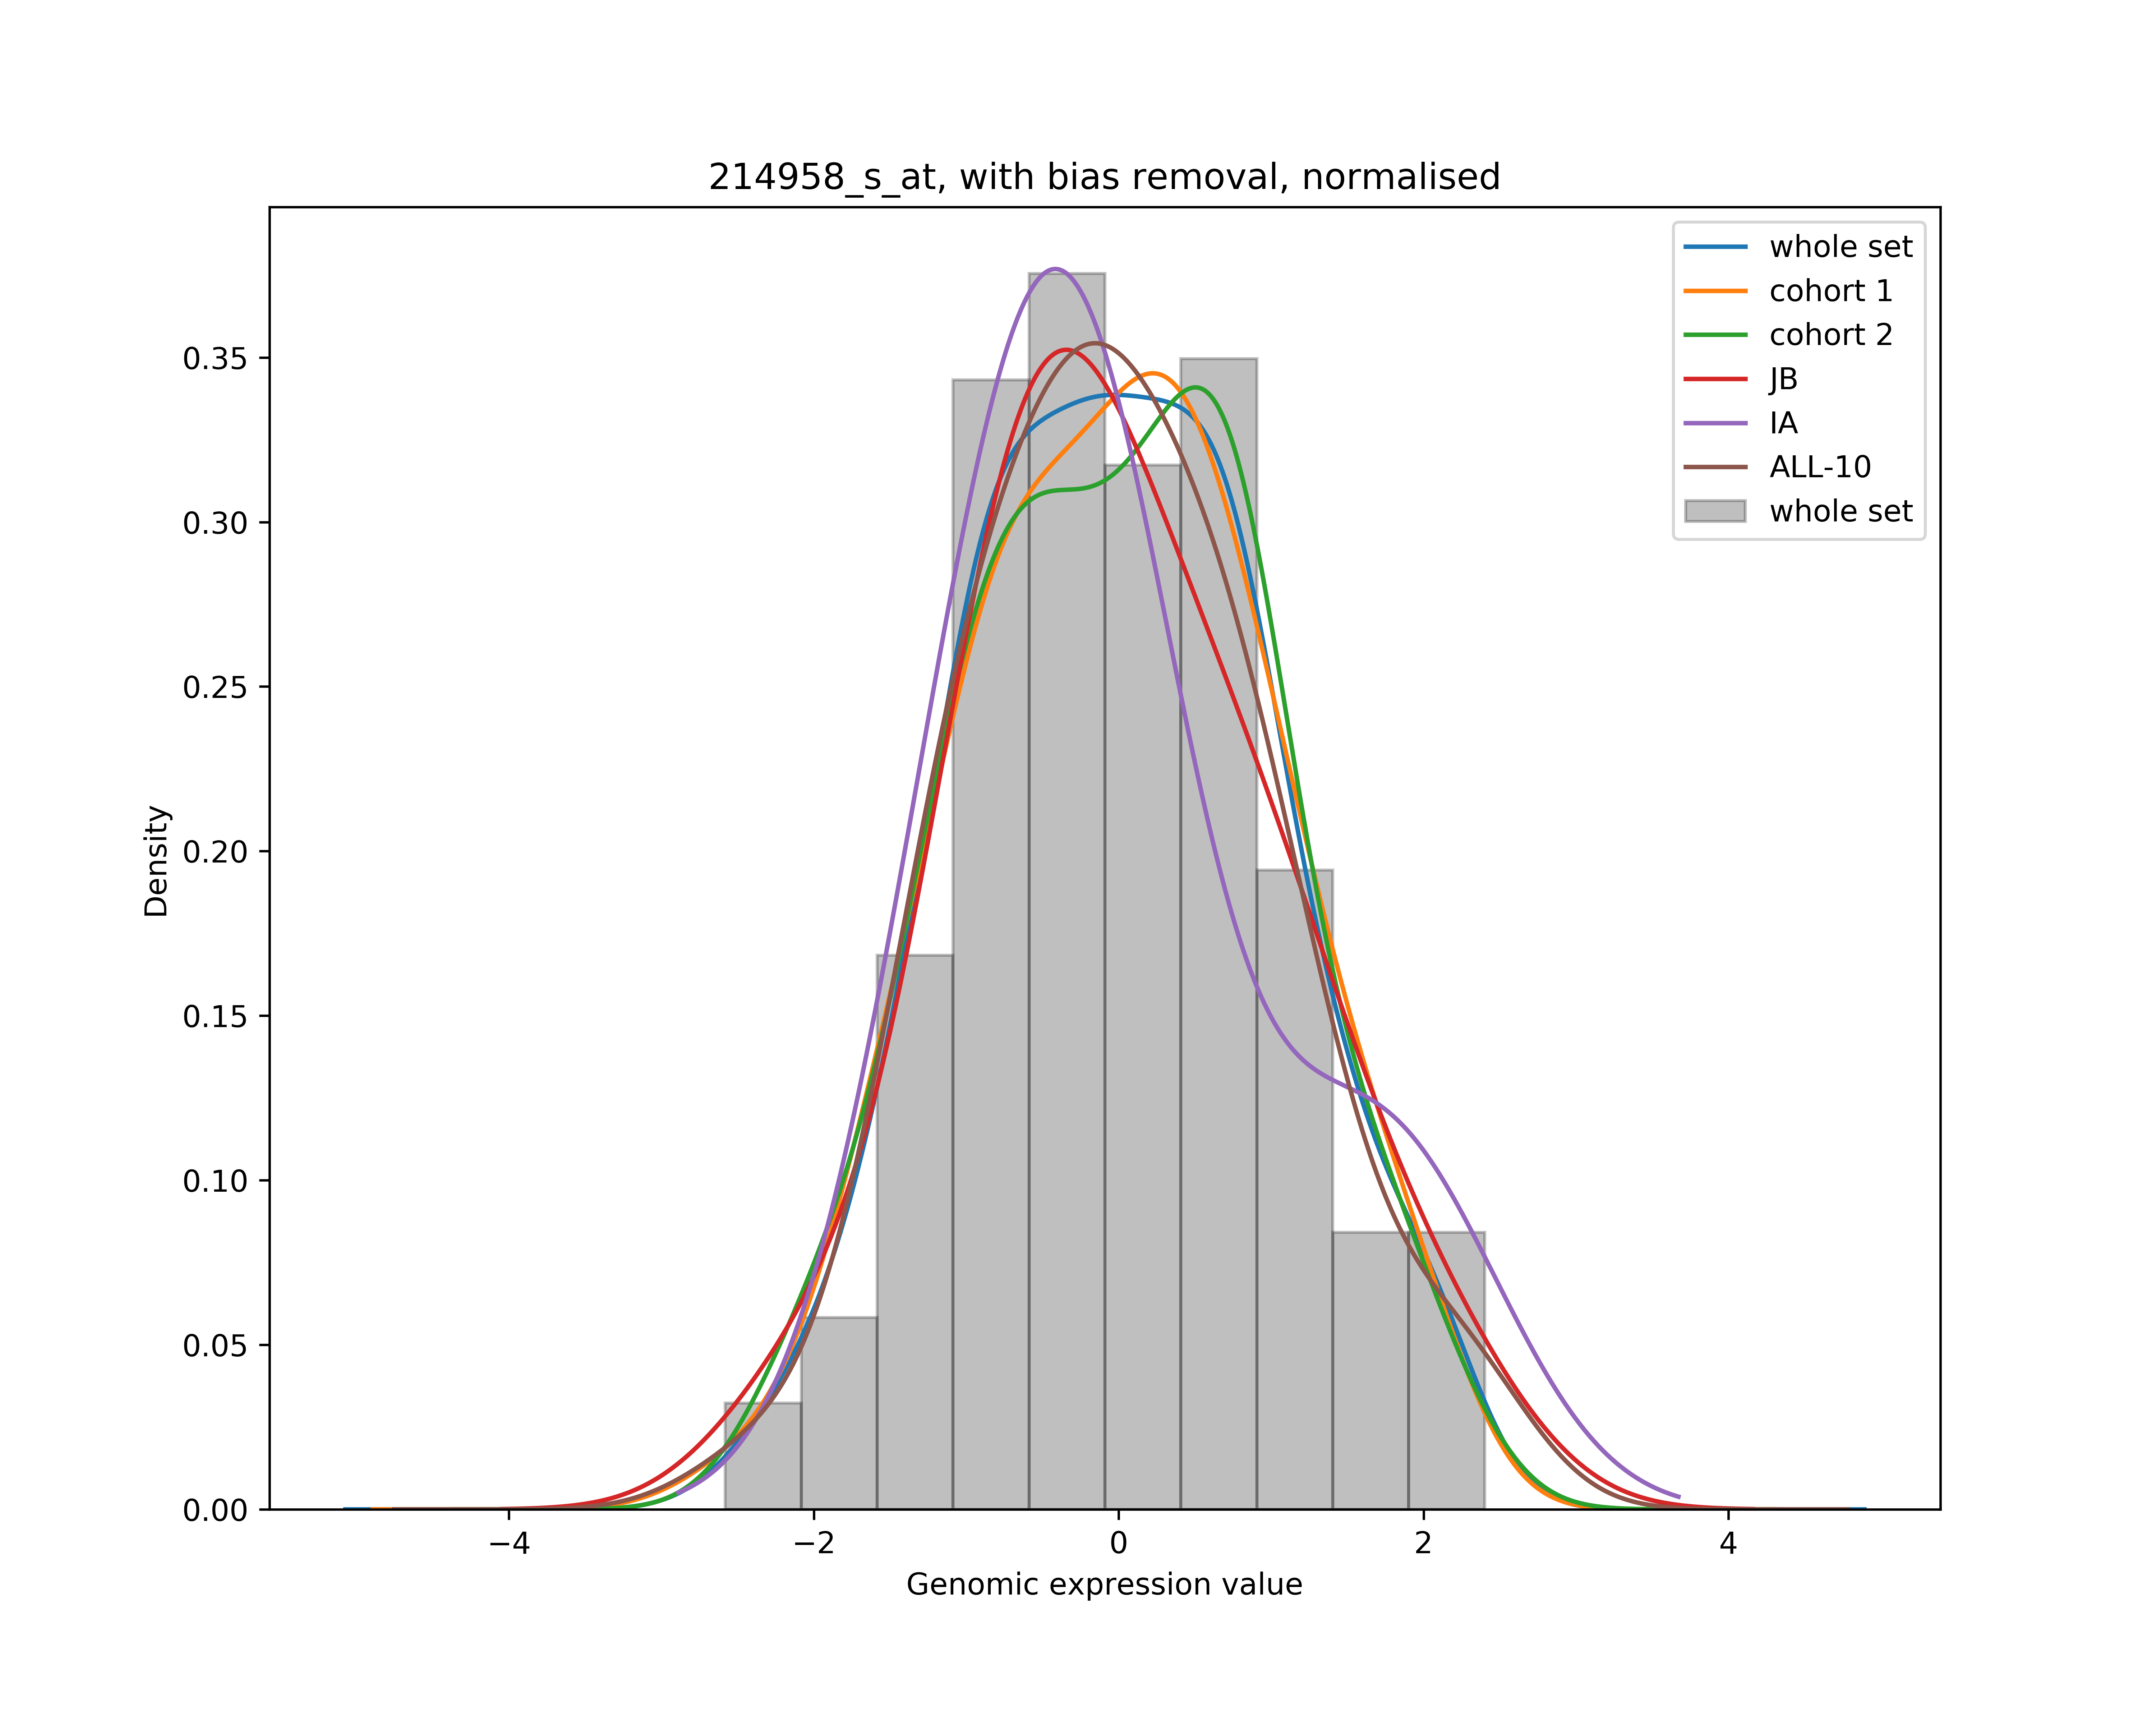 214958_s_at, with bias removal, normalised
whole set
cohort 1
cohort 2
JB
IA
ALL-10
whole set
Density
0.35
0.30
0.25
0.20
0.15
0.10
0.05
0.00
−4
−2
0
2
4
Genomic expression value